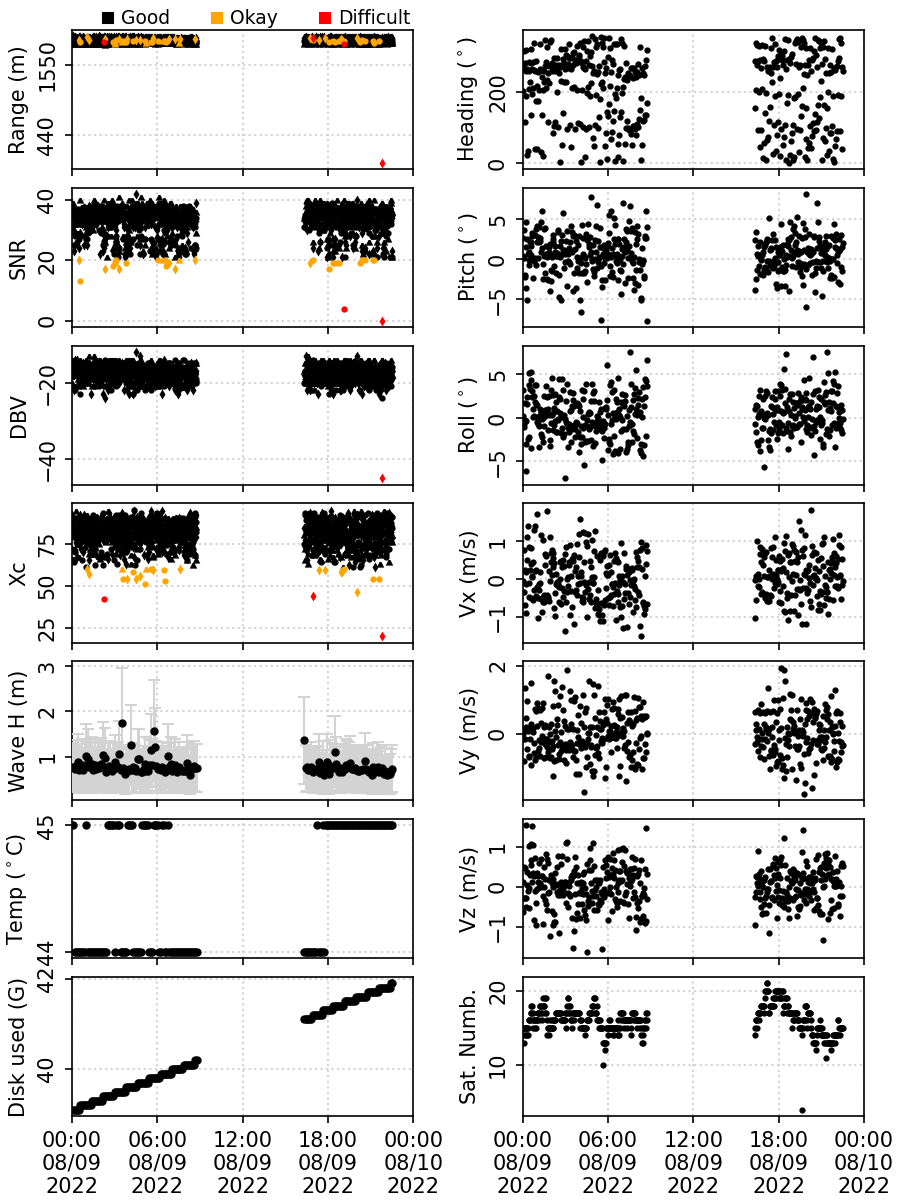 Good Okay Difficult
Range (m)
1550
440
Heading (°)
200
0
SNR
40
20
0
Pitch (°)
5
0
−5
DBV
−20
−40
Roll (°)
5
0
−5
Xc
75
50
25
Vx (m/s)
1
0
−1
Wave H (m)
3
2
1
Vy (m/s)
2
0
Temp (°C)
45
244
Vz (m/s)
1
0
−1
Disk used (G)
42
40
Sat. Numb.
20
10
00:00 06:00 12:00 18:00 00:00
08/09 08/09 08/09 08/09 08/10
2022 2022 2022 2022 2022
00:00 06:00 12:00 18:00 00:00
08/09 08/09 08/09 08/09 08/10
2022 2022 2022 2022 2022